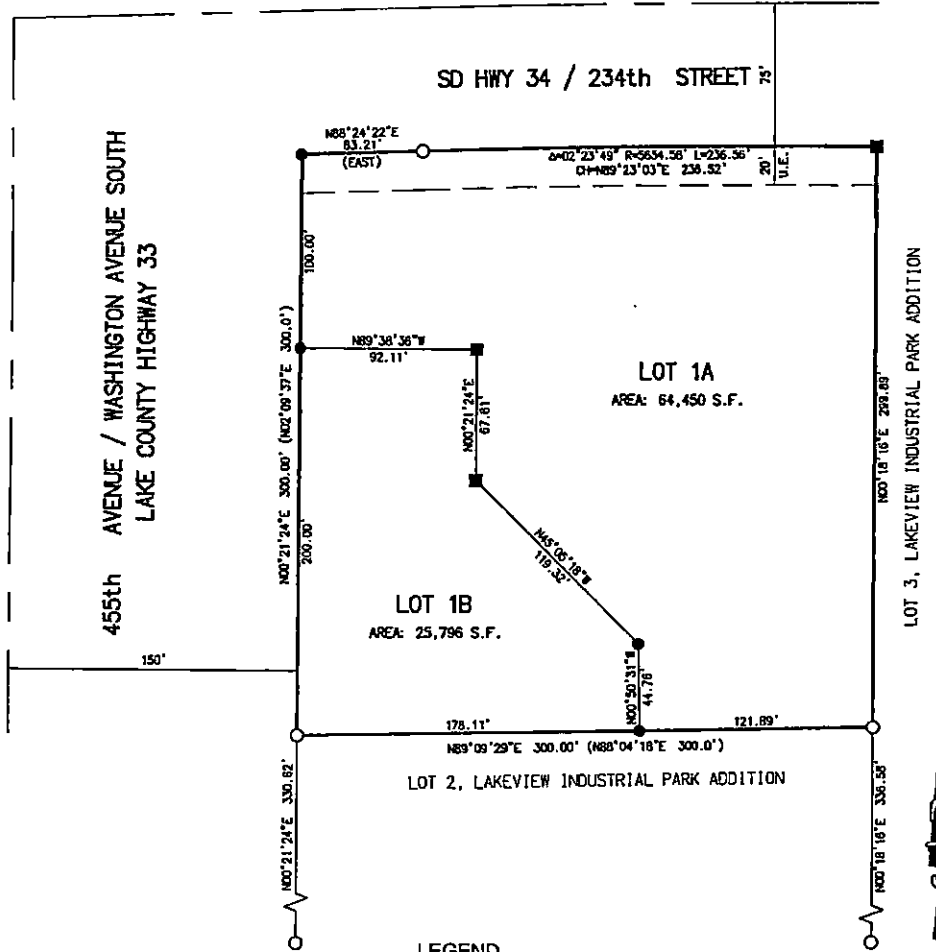 SD HWY 34 / 234th STREET
75'
N88°24'22"E
63.21'
(EAST)
Δ=02°23'49" R=5654.56' L=236.56'
CH=N89°23'03"E 236.52'
20'
U.E.
455th AVENUE / WASHINGTON AVENUE SOUTH
LAKE COUNTY HIGHWAY 33
100.00'
N00°21'24"E 300.00' (N02°09'37"E 300.0')
200.00'
N89°38'36"W
92.11'
N00°21'24"E
67.61'
LOT 1A
AREA: 64,450 S.F.
N00°18'16"E 299.89'
LOT 3, LAKEVIEW INDUSTRIAL PARK ADDITION
N45°05'18"W
119.32'
LOT 1B
AREA: 25,796 S.F.
N00°50'31"W
44.76'
150'
178.11'
121.89'
N89°09'29"E 300.00' (N88°04'16"E 300.0')
LOT 2, LAKEVIEW INDUSTRIAL PARK ADDITION
N00°21'24"E 330.62'
N00°18'16"E 336.58'
LEGEND